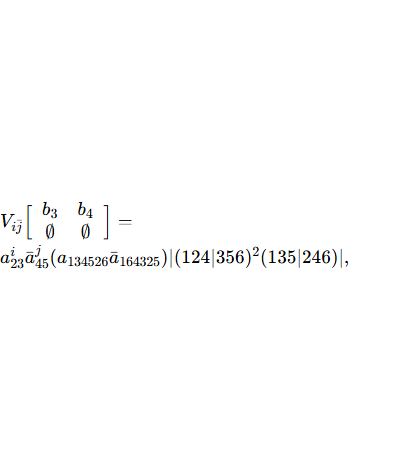 $V_{i\bar{j}}\left[\begin{array}{cc} b_3 & b_4 \\ \emptyset & \emptyset \end{array}\right] =$
$a^i_{23}\bar{a}^j_{45}(a_{134526}\bar{a}_{164325})|(124|356)^2(135|246)|,$